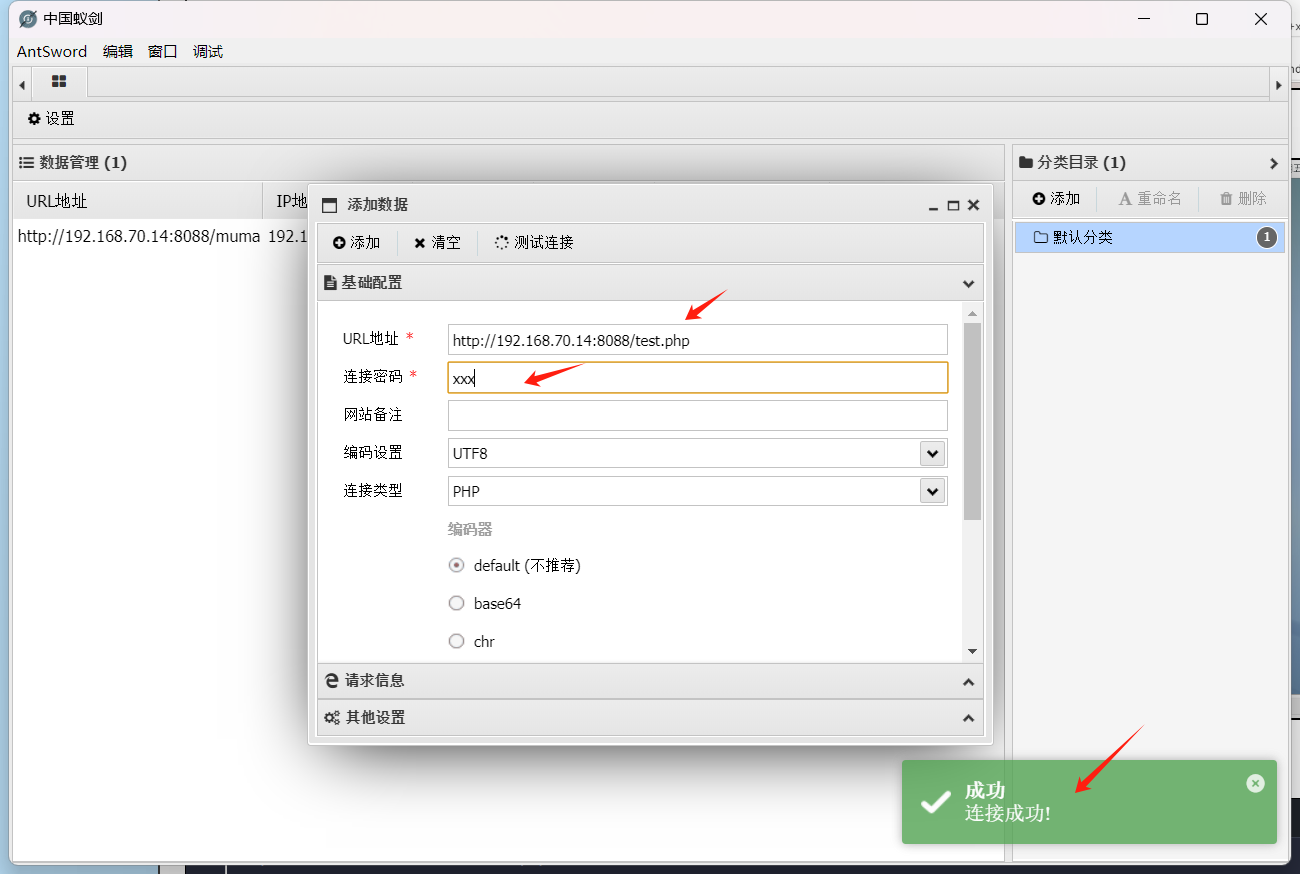 中国蚁剑
AntSword 编辑 窗口 调试
设置
数据管理 (1)
分类目录 (1)
URL地址 IP地
添加 重命名 删除
http://192.168.70.14:8088/muma 192.1
默认分类 1
添加数据
添加 清空 测试连接
基础配置
URL地址 * http://192.168.70.14:8088/test.php
连接密码 * xxx
网站备注
编码设置 UTF8
连接类型 PHP
编码器
default (不推荐)
base64
chr
请求信息
其他设置
成功
连接成功!